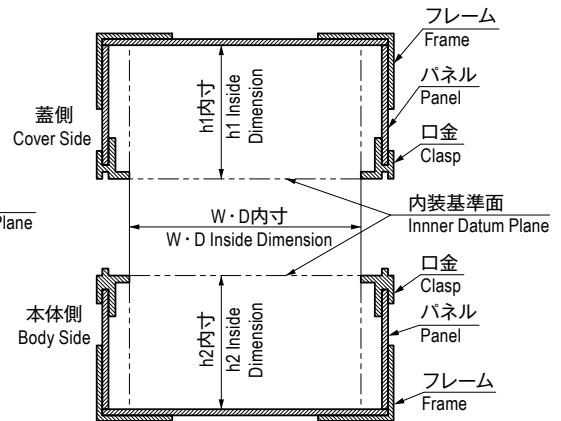 フレーム
Frame
パネル
Panel
口金
Clasp
蓋側
Cover Side
h1内寸
h1 Inside
Dimension
内装基準面
Innner Datum Plane
Plane
W・D内寸
W・D Inside Dimension
口金
Clasp
本体側
Body Side
h2内寸
h2 Inside
Dimension
パネル
Panel
フレーム
Frame